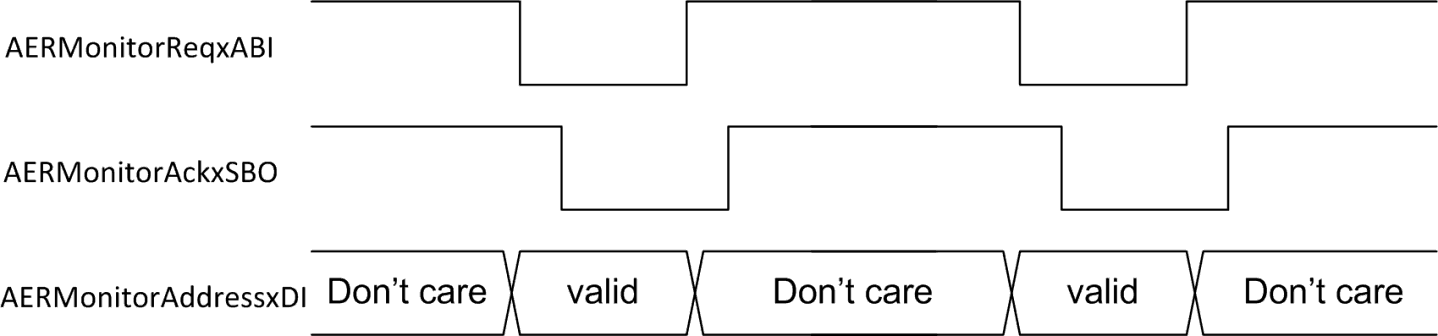 AERMonitorReqxABI
AERMonitorAckxSBO
AERMonitorAddressxDI Don't care valid Don't care valid Don't care